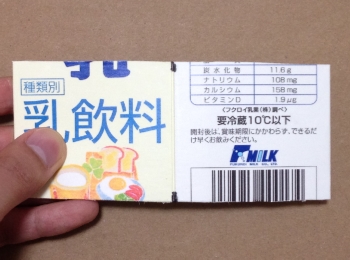 乳
種類別
乳飲料
炭水化物 11.6g
ナトリウム 108mg
カルシウム 158mg
ビタミンD 1.9μg
<フクロイ乳業(株)調べ>
要冷蔵10℃以下
開封後は、賞味期限にかかわらず、できるだ
け早くお飲みください。
MILK